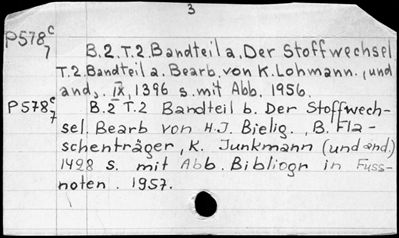 3
P578c/7 B.2.T.2.Bandteil a. Der Stoffwechsel
T.2.Bandteil a. Bearb. von K.Lohmann. (und
and). IX, 1396 s. mit Abb. 1956.
P578c/7 B.2 T.2 Bandteil b. Der Stoffwech-
sel. Bearb von H.J. Bielig., B. Fla-
schenträger, K. Junkmann (und and.)
1428 s. mit Abb. Bibliogr in Fuss-
noten. 1957.